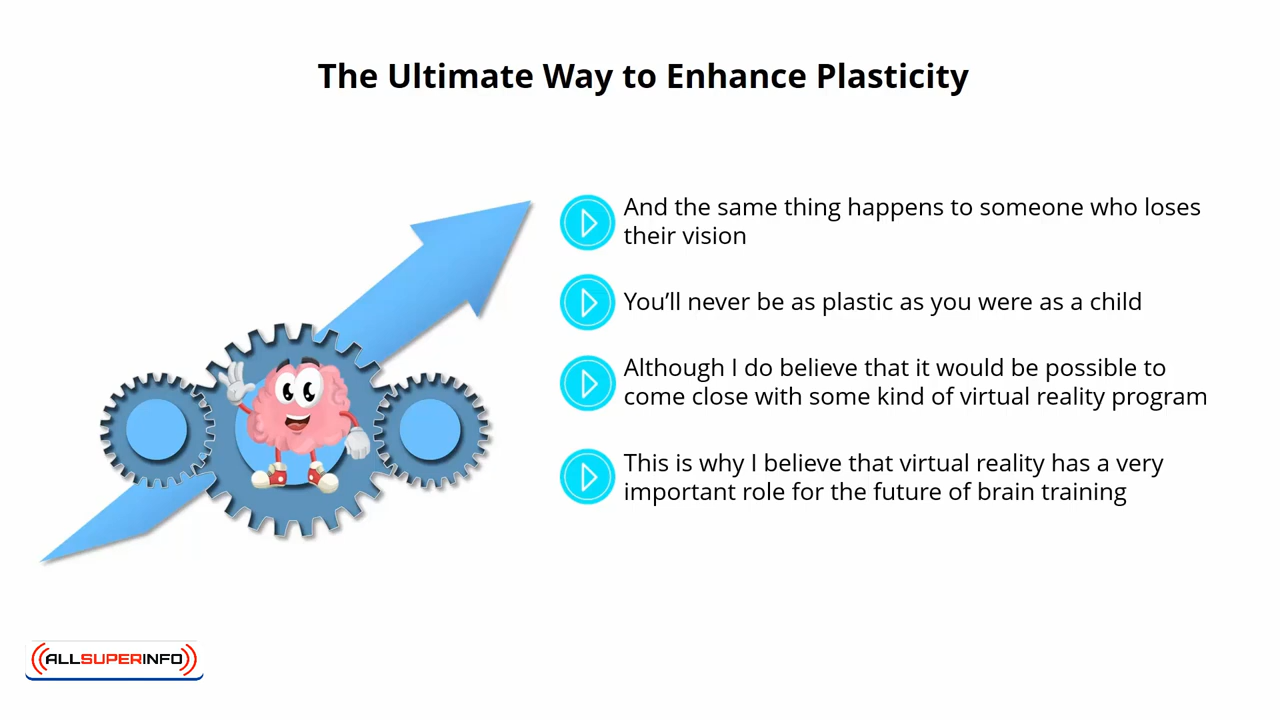 The Ultimate Way to Enhance Plasticity
And the same thing happens to someone who loses
their vision
You’ll never be as plastic as you were as a child
Although I do believe that it would be possible to
come close with some kind of virtual reality program
This is why I believe that virtual reality has a very
important role for the future of brain training
ALLSUPERINFO